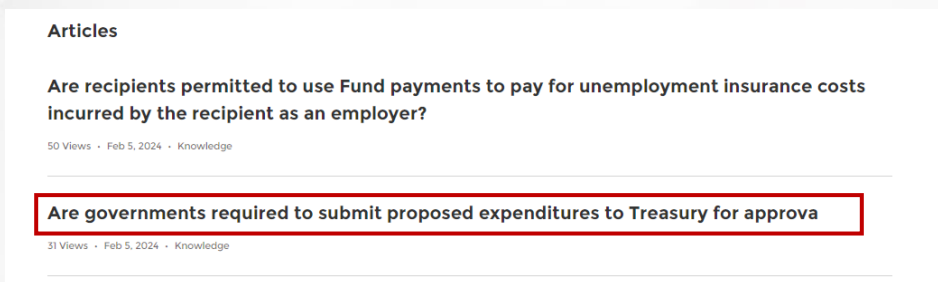 Articles
Are recipients permitted to use Fund payments to pay for unemployment insurance costs
incurred by the recipient as an employer?
50 Views • Feb 5, 2024 • Knowledge
Are governments required to submit proposed expenditures to Treasury for approva
31 Views • Feb 5, 2024 • Knowledge